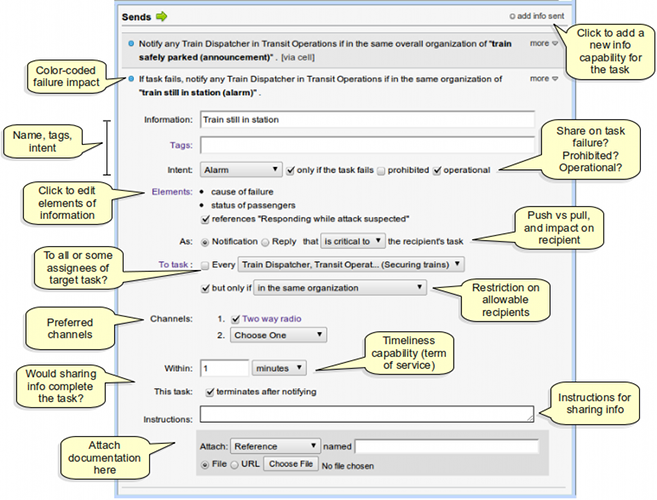 Sends
add info sent
Notify any Train Dispatcher in Transit Operations if in the same overall organization of "train
safely parked (announcement)" . [via cell]
more
If task fails, notify any Train Dispatcher in Transit Operations if in the same organization of
"train still in station (alarm)" .
more
Information: Train still in station
Tags:
Intent: Alarm only if the task fails prohibited operational
Elements: cause of failure
status of passengers
references "Responding while attack suspected"
As: Notification Reply that is critical to the recipient's task
To task : Every Train Dispatcher, Transit Operat... (Securing trains)
but only if in the same organization
Channels: 1. Two way radio
2. Choose One
Within: 1 minutes
This task: terminates after notifying
Instructions:
Attach: Reference named
File URL Choose File No file chosen
Color-coded
failure impact
Name, tags,
intent
Click to edit
elements of
information
To all or some
assignees of
target task?
Preferred
channels
Would sharing
info complete
the task?
Attach
documentation
here
Click to add a
new info
capability for
the task
Share on task
failure?
Prohibited?
Operational?
Push vs pull,
and impact on
recipient
Restriction on
allowable
recipients
Timeliness
capability (term
of service)
Instructions for
sharing info